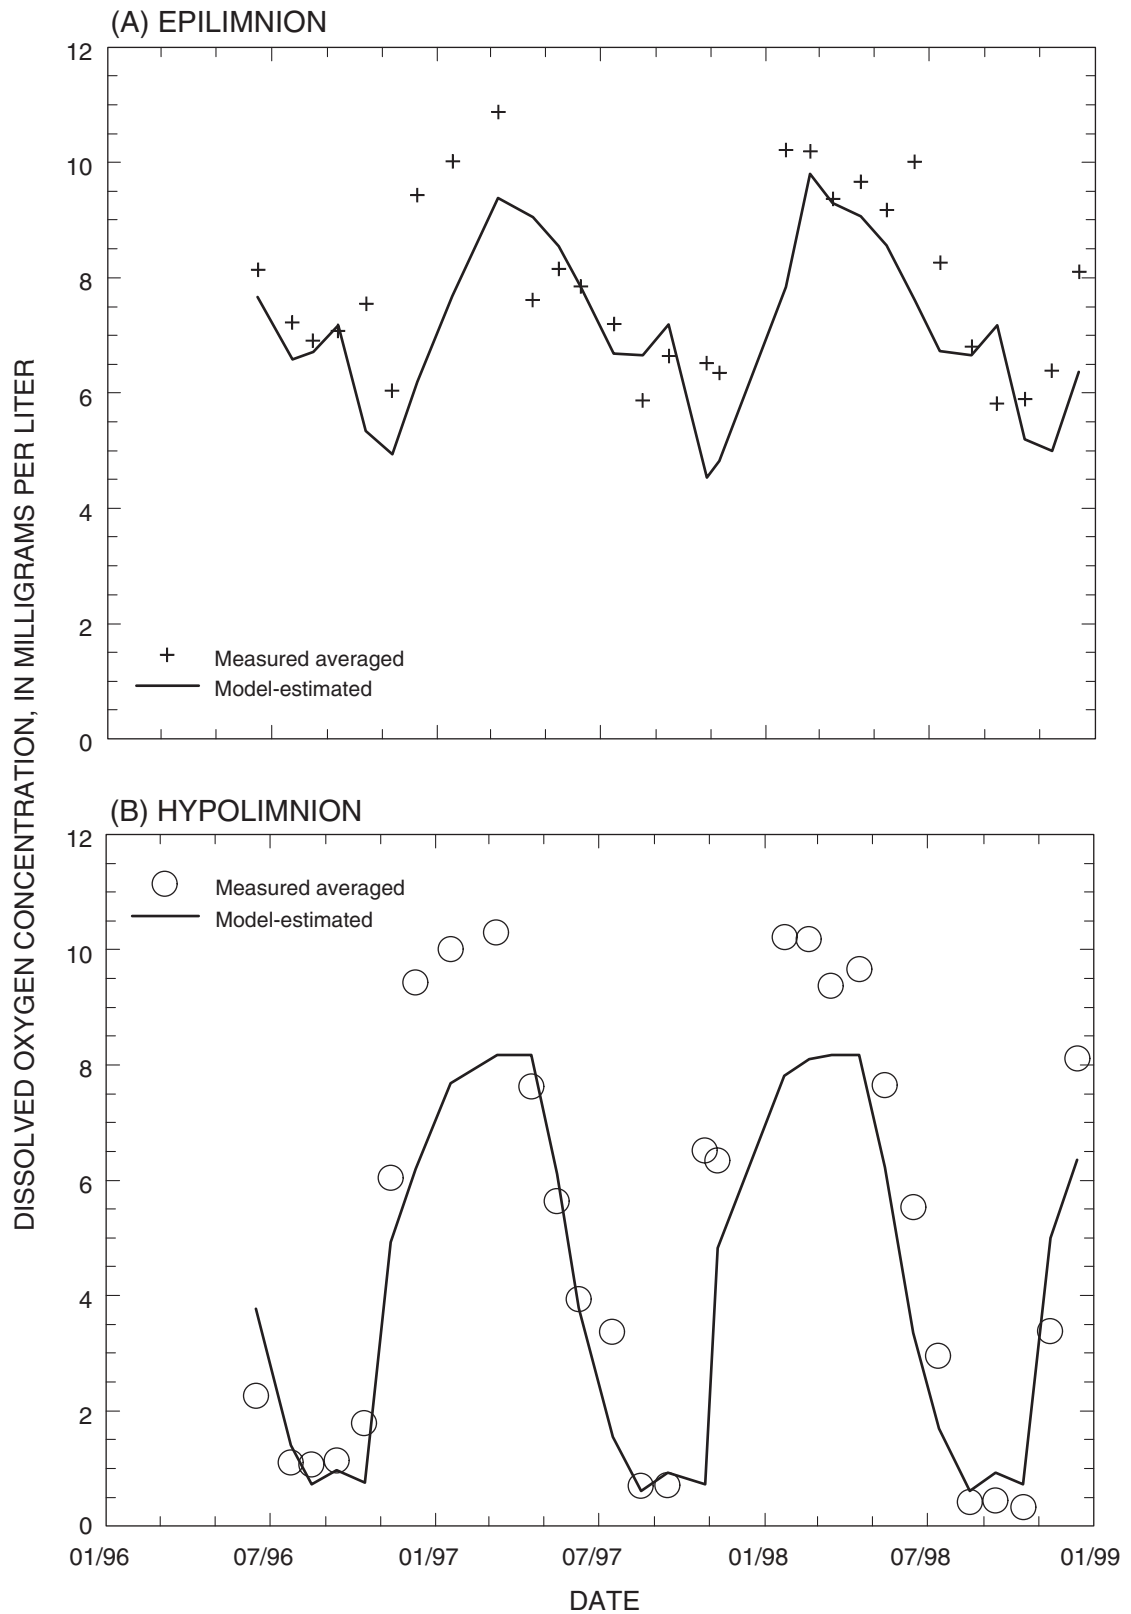 (A) EPILIMNION
12
10
8
6
4
2
0
Measured averaged
Model-estimated
DISSOLVED OXYGEN CONCENTRATION, IN MILLIGRAMS PER LITER
(B) HYPOLIMNION
12
10
8
6
4
2
0
Measured averaged
Model-estimated
01/96 07/96 01/97 07/97 01/98 07/98 01/99
DATE